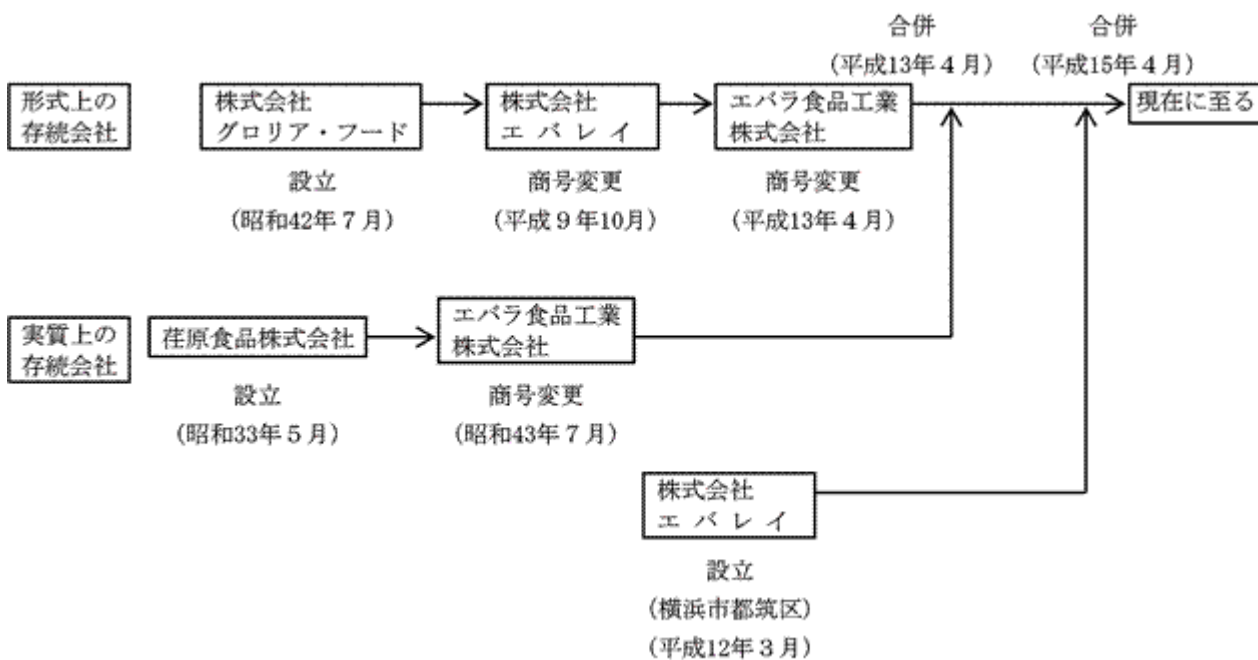 合併
合併
(平成13年４月)
(平成15年４月)
形式上の
存続会社
株式会社
グロリア・フード
株式会社
エ バ レ イ
エバラ食品工業
株式会社
現在に至る
設立
(昭和42年７月)
商号変更
(平成９年10月)
商号変更
(平成13年４月)
実質上の
存続会社
荏原食品株式会社
エバラ食品工業
株式会社
設立
(昭和33年５月)
商号変更
(昭和43年７月)
株式会社
エ バ レ イ
設立
(横浜市都筑区)
(平成12年３月)